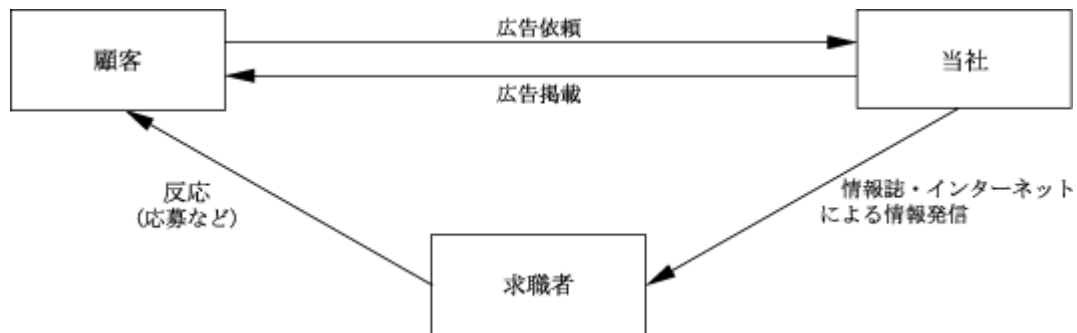 広告依頼
顧客
当社
広告掲載
反応
(応募など)
情報誌・インターネット
による情報発信
求職者